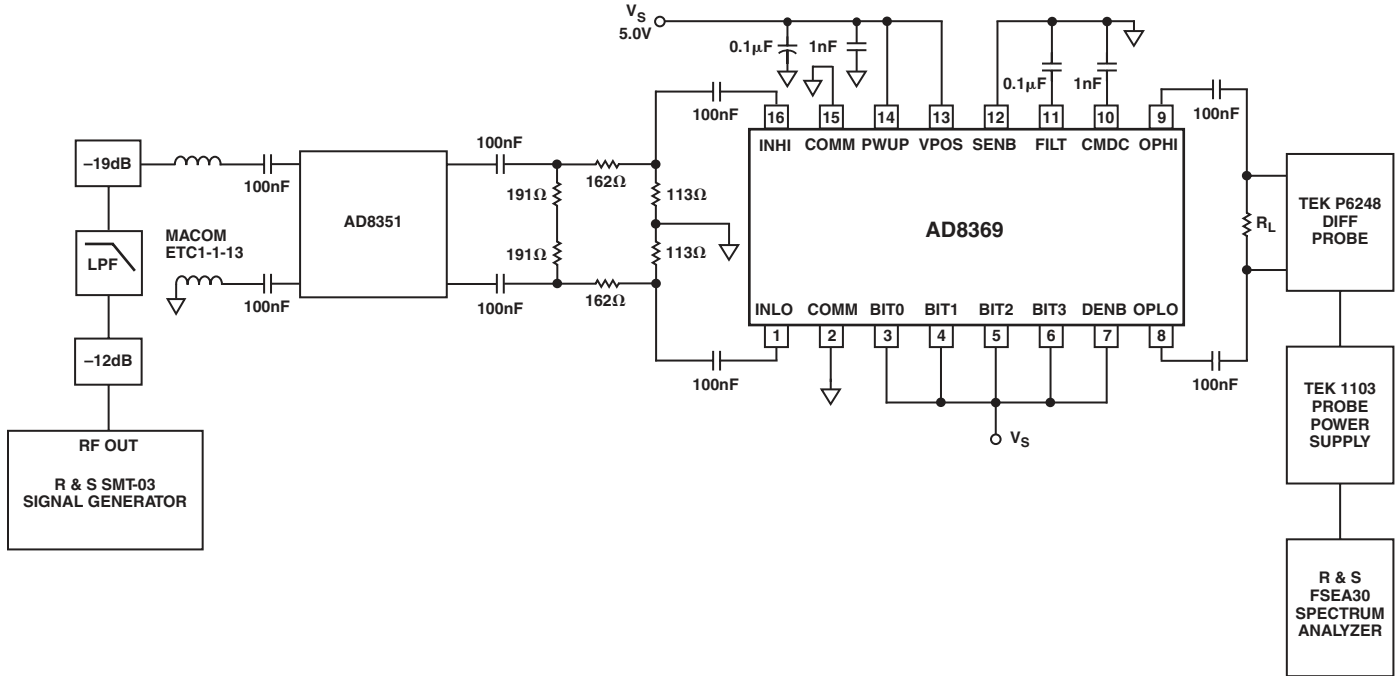 VS
5.0V
0.1μF
1nF
0.1μF
1nF
100nF
100nF
16
15
14
13
12
11
10
9
INHI
COMM
PWUP
VPOS
SENB
FILT
CMDC
OPHI
–19dB
100nF
100nF
162Ω
191Ω
113Ω
AD8351
AD8369
RL
TEK P6248
DIFF
PROBE
MACOM
ETC1-1-13
LPF
191Ω
113Ω
100nF
100nF
162Ω
INLO
COMM
BIT0
BIT1
BIT2
BIT3
DENB
OPLO
1
2
3
4
5
6
7
8
–12dB
100nF
100nF
VS
TEK 1103
PROBE
POWER
SUPPLY
RF OUT
R & S SMT-03
SIGNAL GENERATOR
R & S
FSEA30
SPECTRUM
ANALYZER